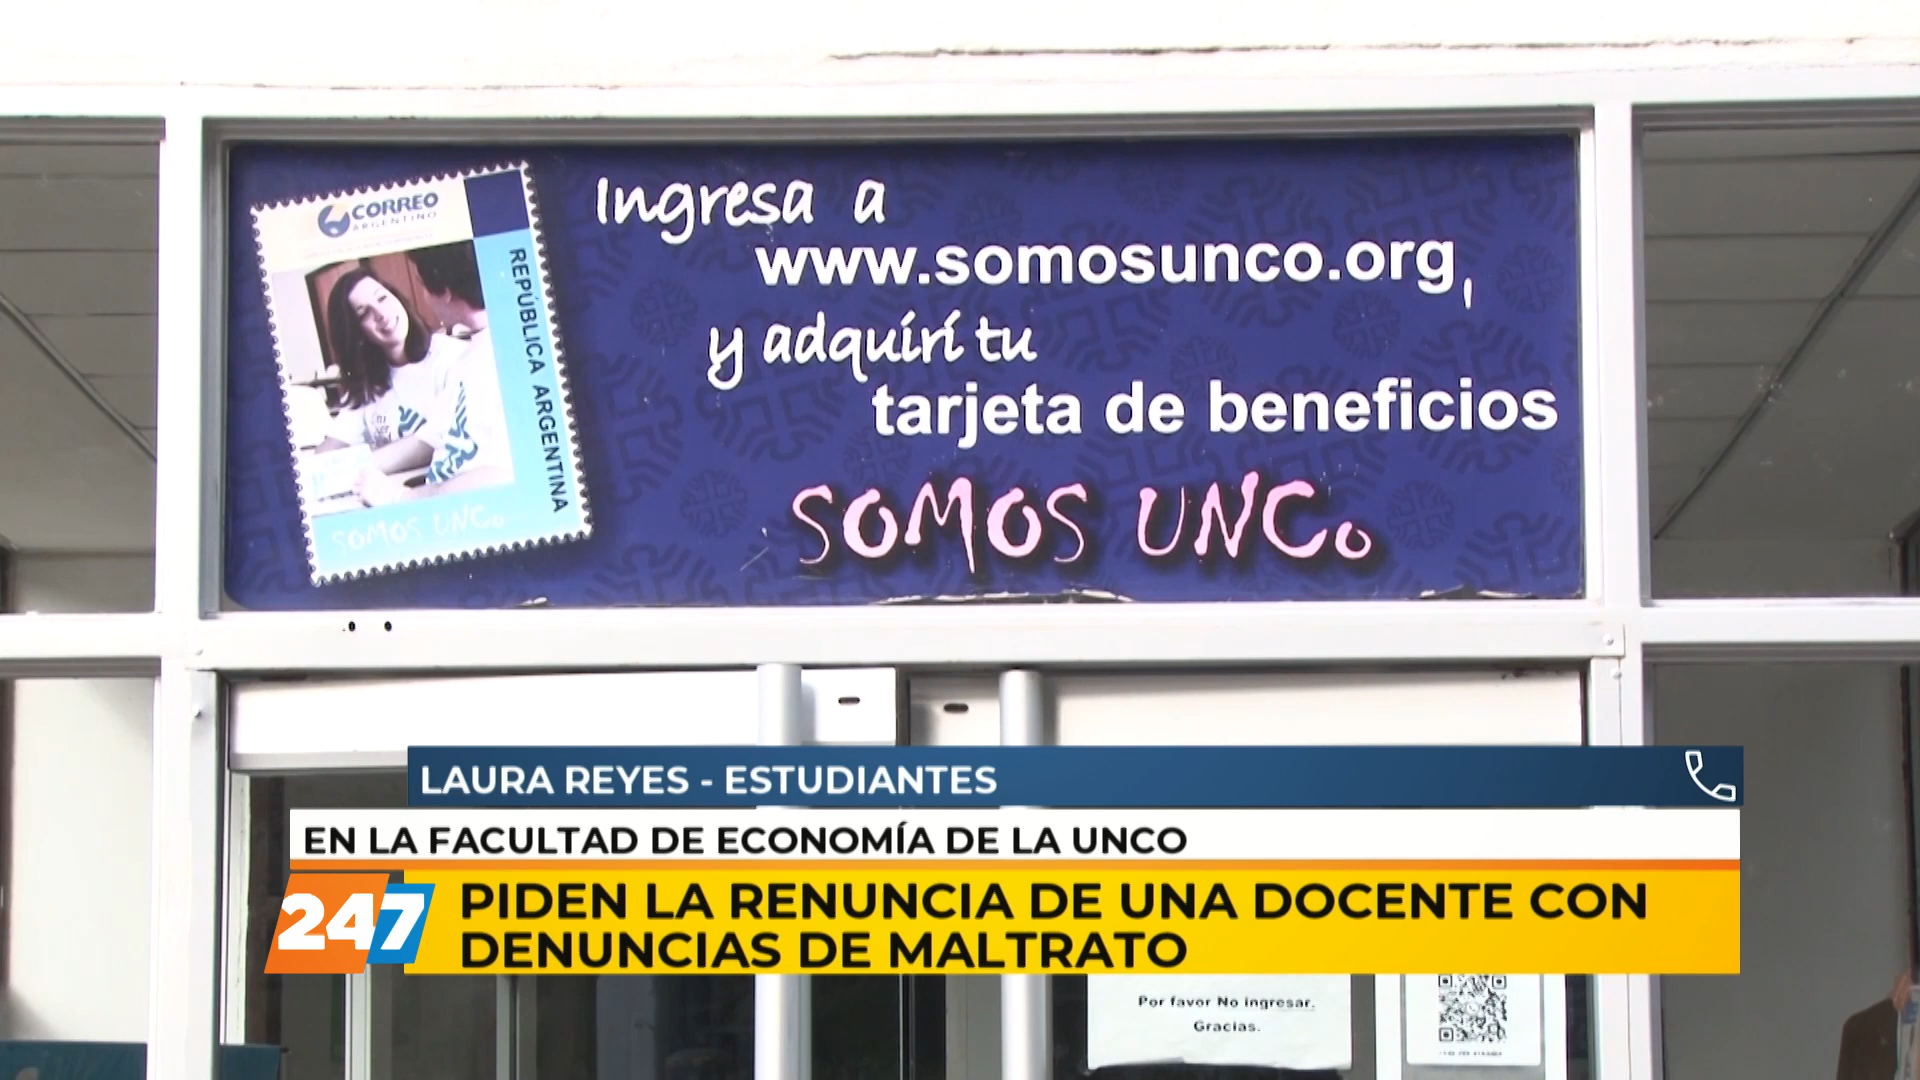 CORREO
ARGENTINO
REPÚBLICA ARGENTINA
SOMOS UNCo
Ingresa a
www.somosunco.org,
y adquirí tu
tarjeta de beneficios
SOMOS UNCo
LAURA REYES - ESTUDIANTES
EN LA FACULTAD DE ECONOMÍA DE LA UNCO
247
PIDEN LA RENUNCIA DE UNA DOCENTE CON
DENUNCIAS DE MALTRATO
Por favor No ingresar.
Gracias.